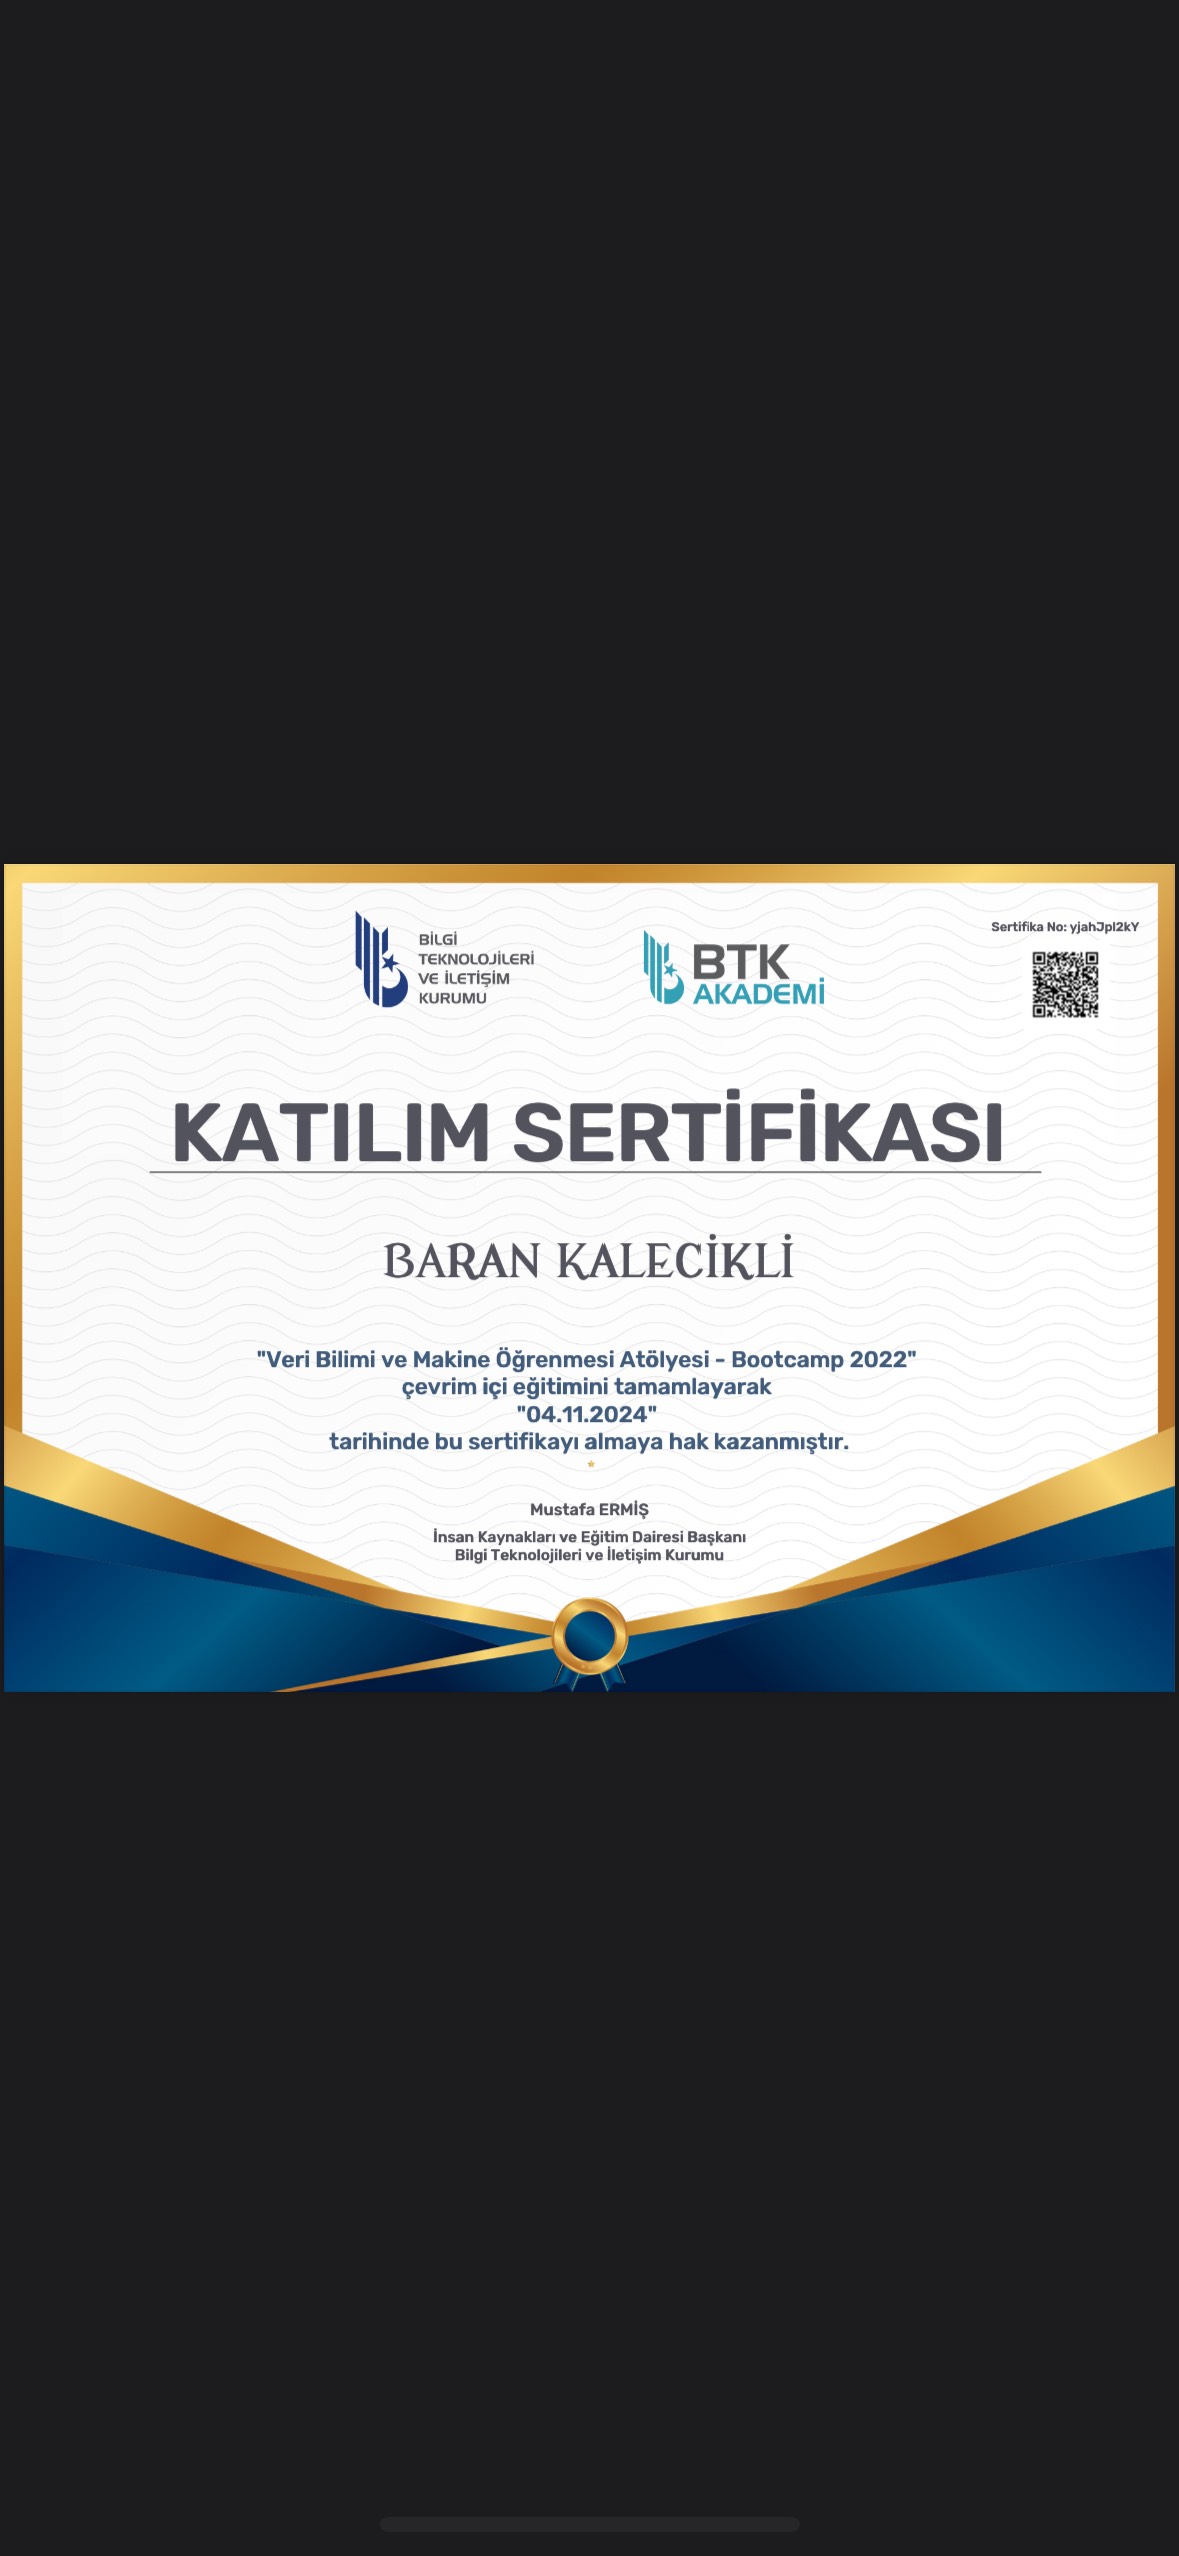 BİLGİ
TEKNOLOJİLERİ
VE İLETİŞİM
KURUMU
BTK
AKADEMİ
Sertifika No: yjahJpl2kY
KATILIM SERTİFİKASI
BARAN KALECİKLİ
"Veri Bilimi ve Makine Öğrenmesi Atölyesi - Bootcamp 2022"
çevrim içi eğitimini tamamlayarak
"04.11.2024"
tarihinde bu sertifikayı almaya hak kazanmıştır.
Mustafa ERMİŞ
İnsan Kaynakları ve Eğitim Dairesi Başkanı
Bilgi Teknolojileri ve İletişim Kurumu